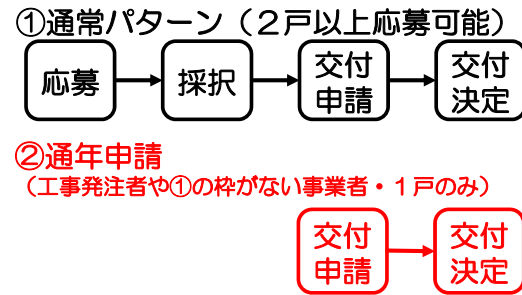 ①通常パターン（２戸以上応募可能）
応募
採択
交付
申請
交付
決定
②通年申請
（工事発注者や①の枠がない事業者・１戸のみ）
交付
申請
交付
決定